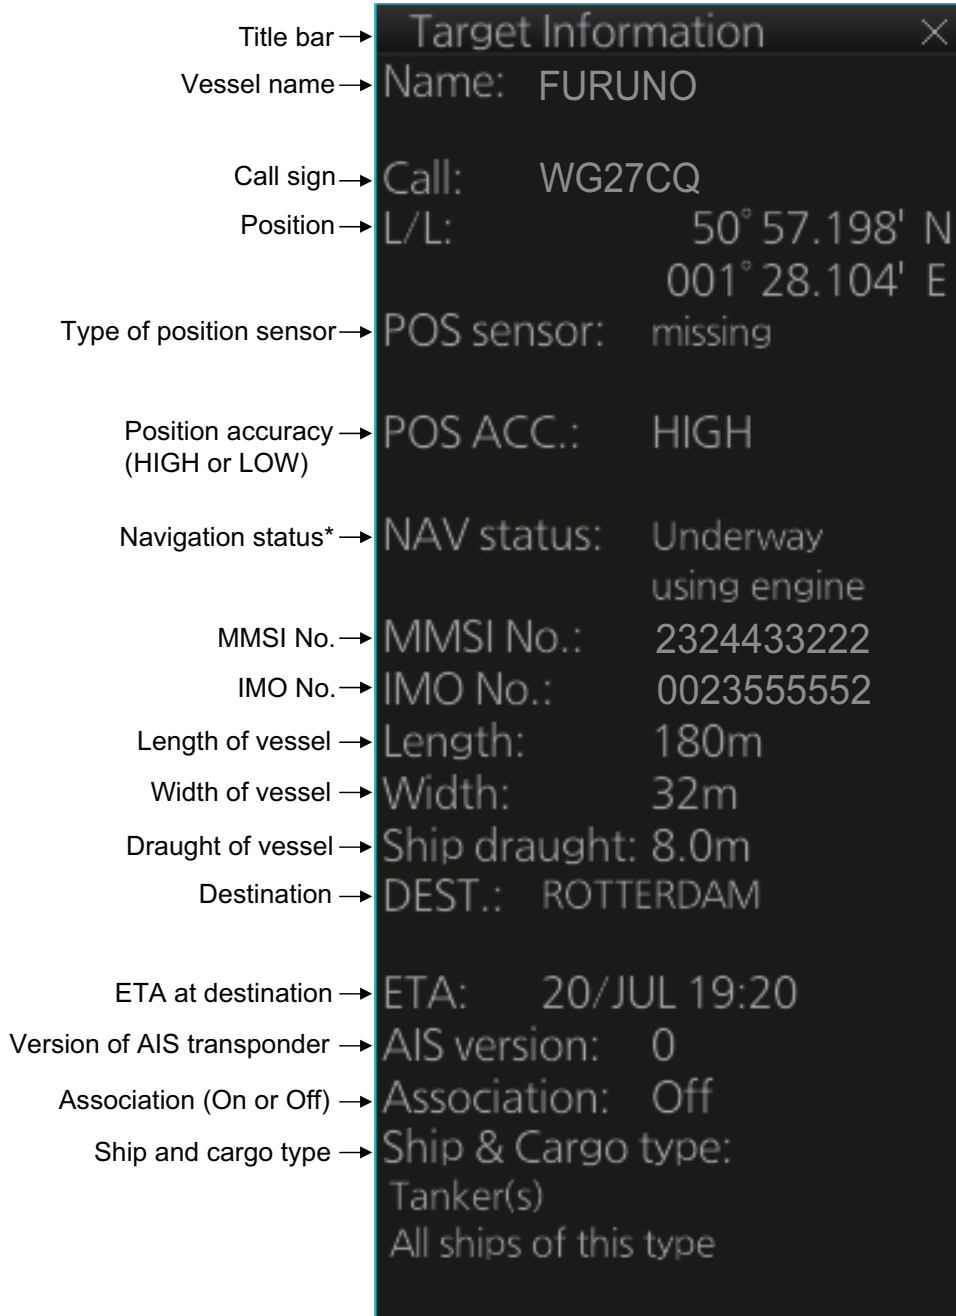 Title bar Target Information ×
Vessel name Name: FURUNO
Call sign Call: WG27CQ
Position L/L: 50° 57.198' N
001° 28.104' E
Type of position sensor POS sensor: missing
Position accuracy POS ACC.: HIGH
(HIGH or LOW)
Navigation status* NAV status: Underway
using engine
MMSI No. MMSI No.: 2324433222
IMO No. IMO No.: 0023555552
Length of vessel Length: 180m
Width of vessel Width: 32m
Draught of vessel Ship draught: 8.0m
Destination DEST.: ROTTERDAM
ETA at destination ETA: 20/JUL 19:20
Version of AIS transponder AIS version: 0
Association (On or Off) Association: Off
Ship and cargo type Ship & Cargo type:
Tanker(s)
All ships of this type